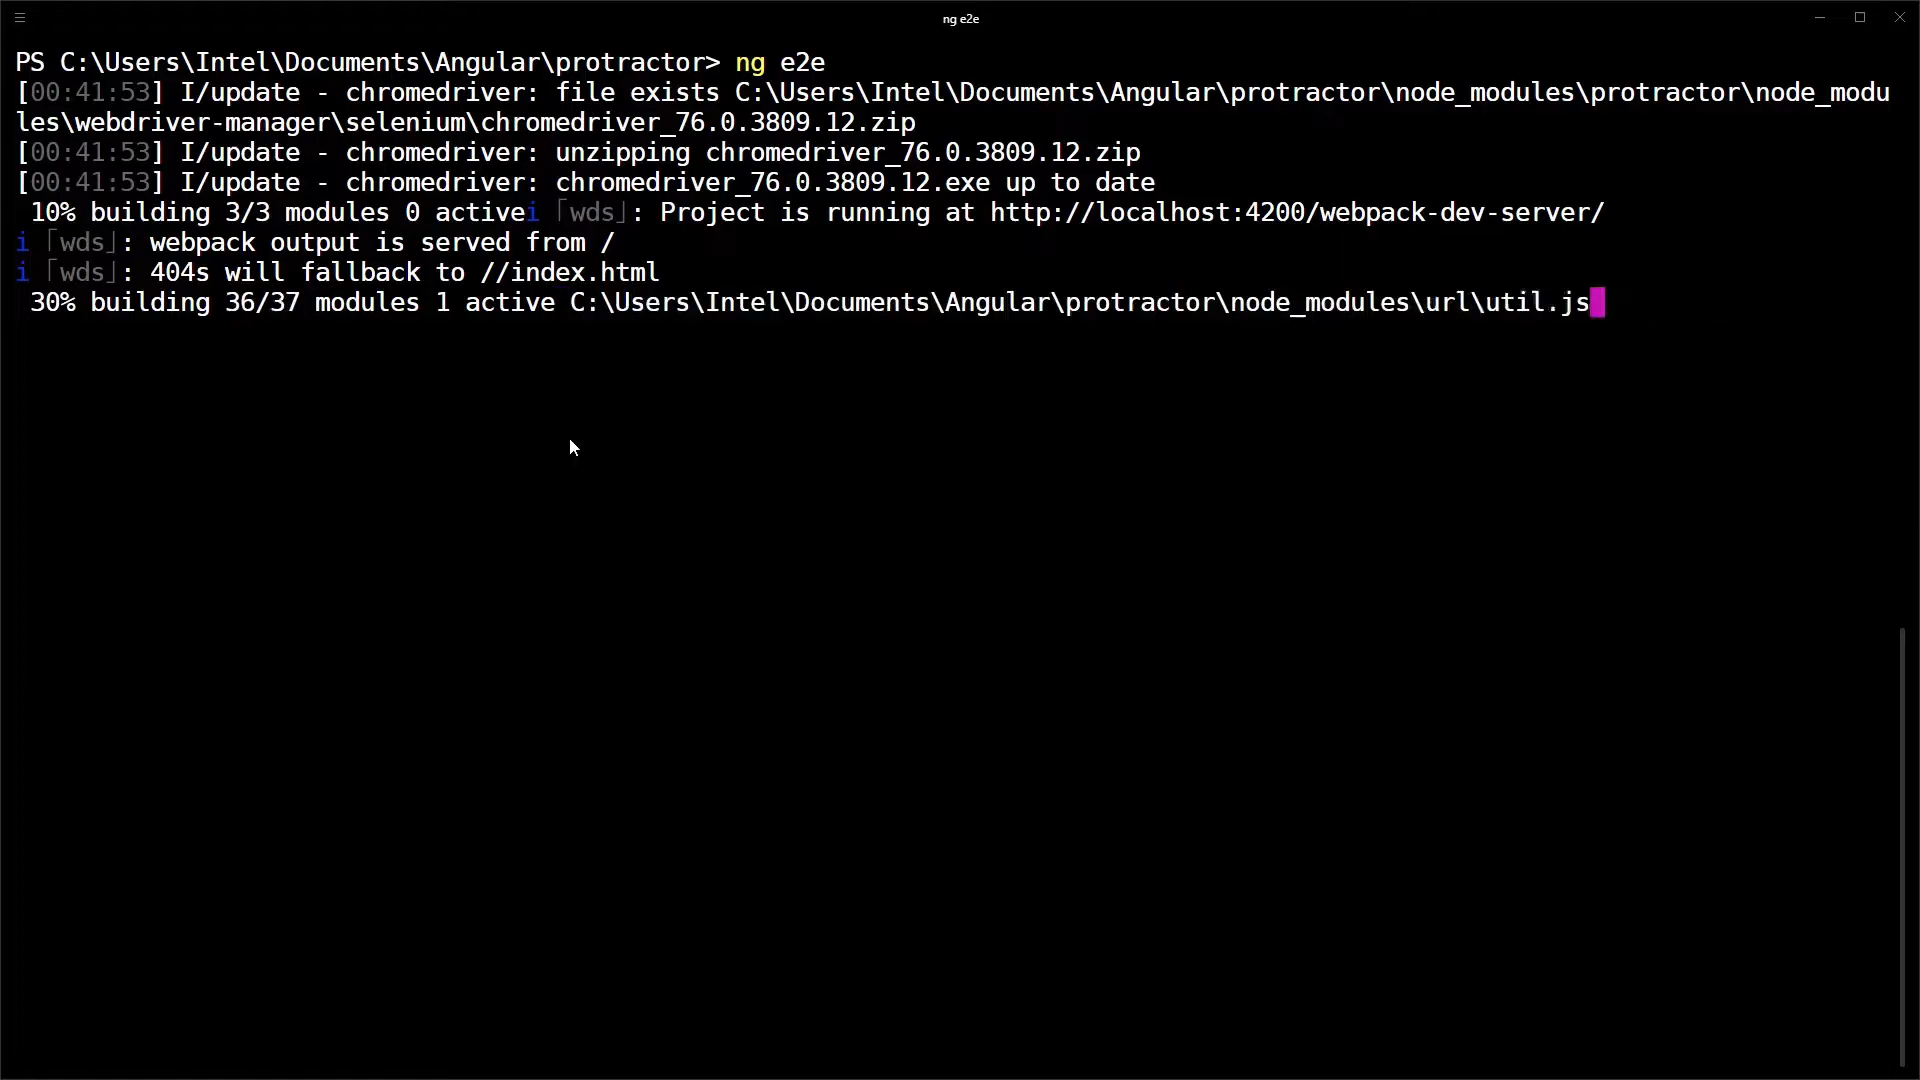 ng e2e
PS C:\Users\Intel\Documents\Angular\protractor> ng e2e
[00:41:53] I/update - chromedriver: file exists C:\Users\Intel\Documents\Angular\protractor\node_modules\protractor\node_modu
les\webdriver-manager\selenium\chromedriver_76.0.3809.12.zip
[00:41:53] I/update - chromedriver: unzipping chromedriver_76.0.3809.12.zip
[00:41:53] I/update - chromedriver: chromedriver_76.0.3809.12.exe up to date
10% building 3/3 modules 0 activei ｢wds｣: Project is running at http://localhost:4200/webpack-dev-server/
i ｢wds｣: webpack output is served from /
i ｢wds｣: 404s will fallback to //index.html
30% building 36/37 modules 1 active C:\Users\Intel\Documents\Angular\protractor\node_modules\url\util.js